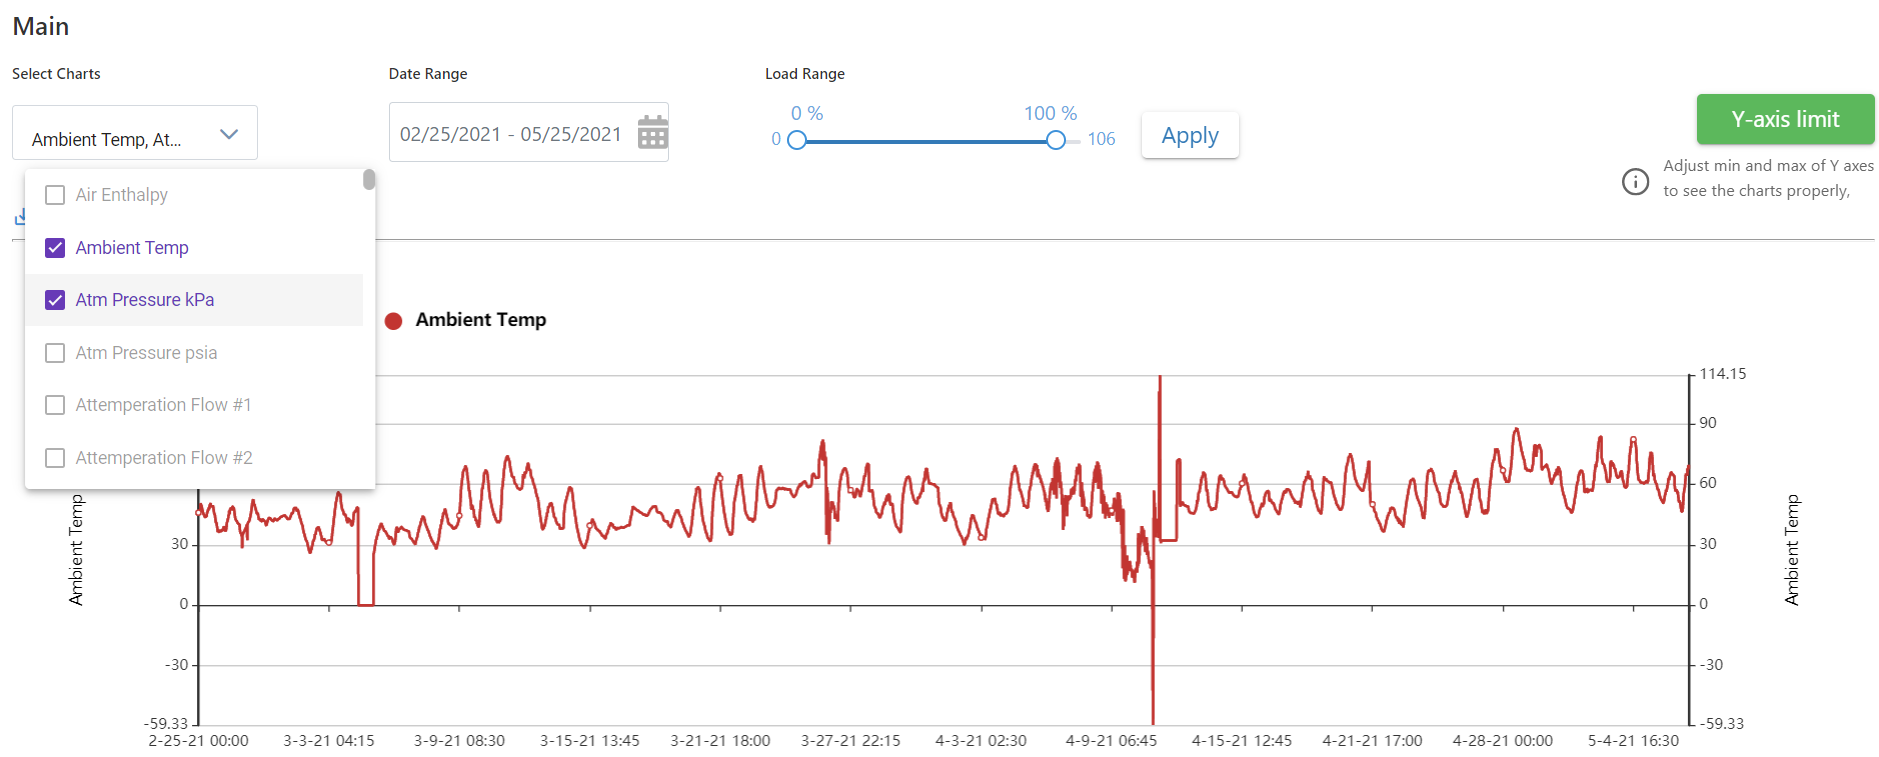 Main
Select Charts
Date Range
Load Range
Ambient Temp, At...
02/25/2021 - 05/25/2021
0 %
100 %
0
106
Apply
Y-axis limit
Adjust min and max of Y axes
to see the charts properly,
Air Enthalpy
Ambient Temp
Atm Pressure kPa
Atm Pressure psia
Attemperation Flow #1
Attemperation Flow #2
Ambient Temp
114.15
90
60
30
0
-30
-59.33
30
0
-30
-59.33
Ambient Temp
Ambient Temp
2-25-21 00:00
3-3-21 04:15
3-9-21 08:30
3-15-21 13:45
3-21-21 18:00
3-27-21 22:15
4-3-21 02:30
4-9-21 06:45
4-15-21 12:45
4-21-21 17:00
4-28-21 00:00
5-4-21 16:30